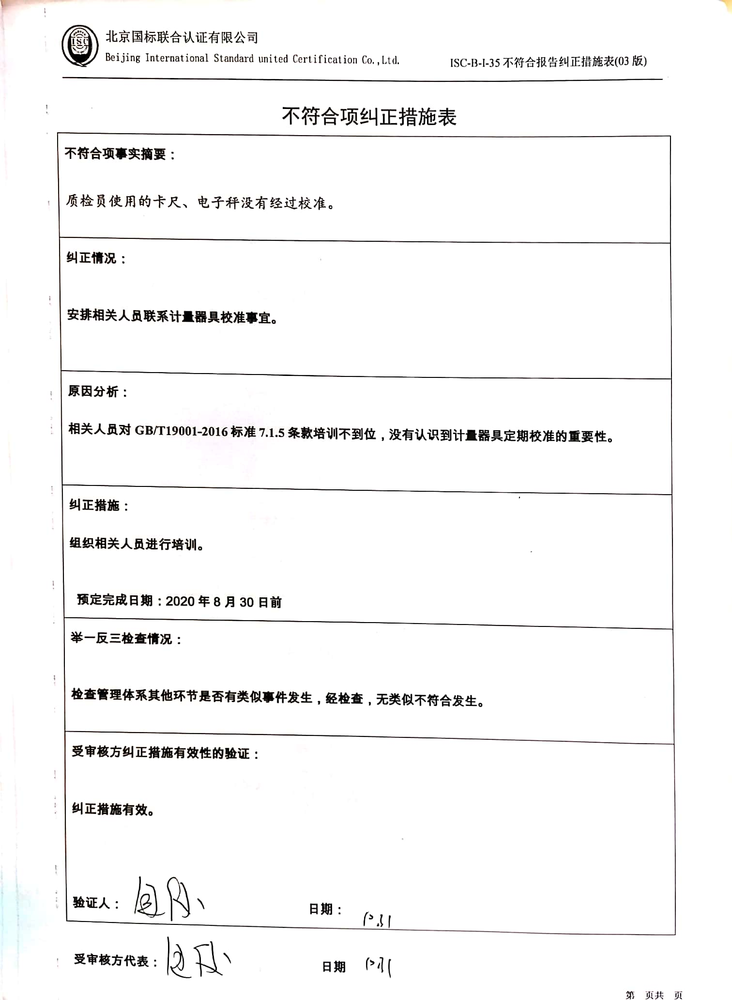 ISC
北京国标联合认证有限公司
Beijing International Standard united Certification Co.,Ltd.
ISC-B-I-35 不符合报告纠正措施表(03 版)
不符合项纠正措施表
不符合项事实摘要：
质检员使用的卡尺、电子秤没有经过校准。
纠正情况：
安排相关人员联系计量器具校准事宜。
原因分析：
相关人员对 GB/T19001-2016 标准 7.1.5 条款培训不到位，没有认识到计量器具定期校准的重要性。
纠正措施：
组织相关人员进行培训。
预定完成日期：2020 年 8 月 30 日前
举一反三检查情况：
检查管理体系其他环节是否有类似事件发生，经检查，无类似不符合发生。
受审核方纠正措施有效性的验证：
纠正措施有效。
验证人：
日期：
受审核方代表：
日期
第 页共 页